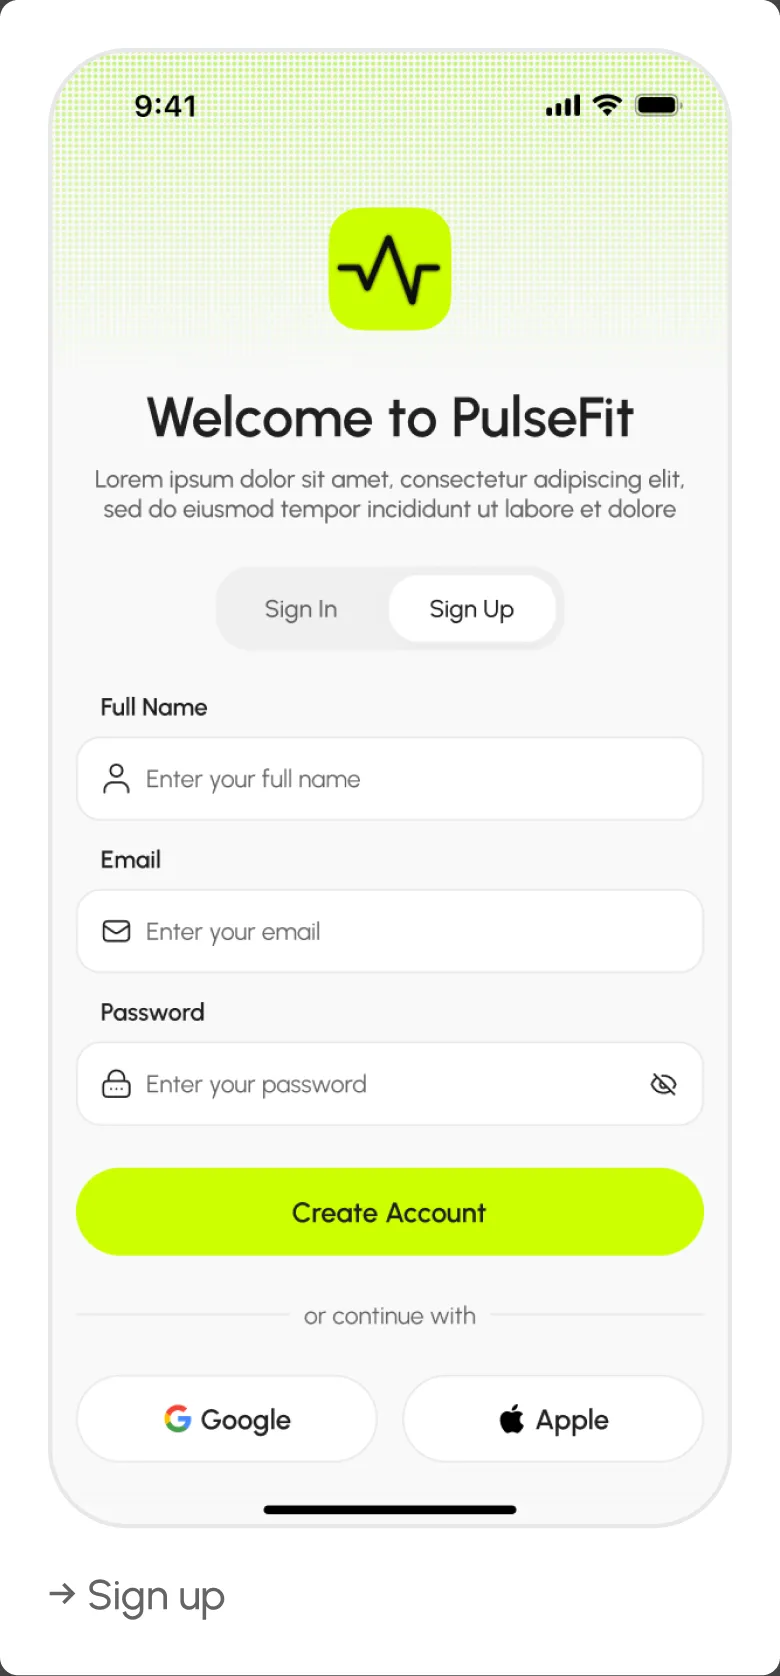 9:41
Welcome to PulseFit
Lorem ipsum dolor sit amet, consectetur adipiscing elit,
sed do eiusmod tempor incididunt ut labore et dolore
Sign In
Sign Up
Full Name
Enter your full name
Email
Enter your email
Password
Enter your password
Create Account
or continue with
Google
Apple
→ Sign up